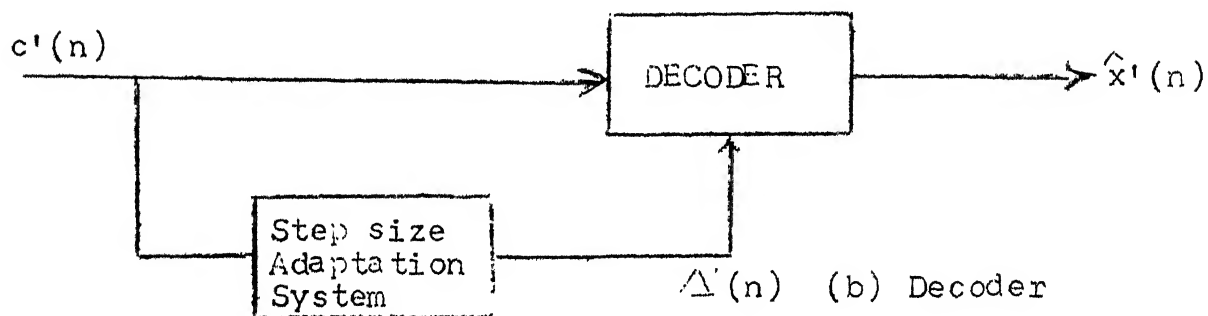 c'(n)
DECODER
x̂'(n)
Step size
Adaptation
System
Δ'(n) (b) Decoder